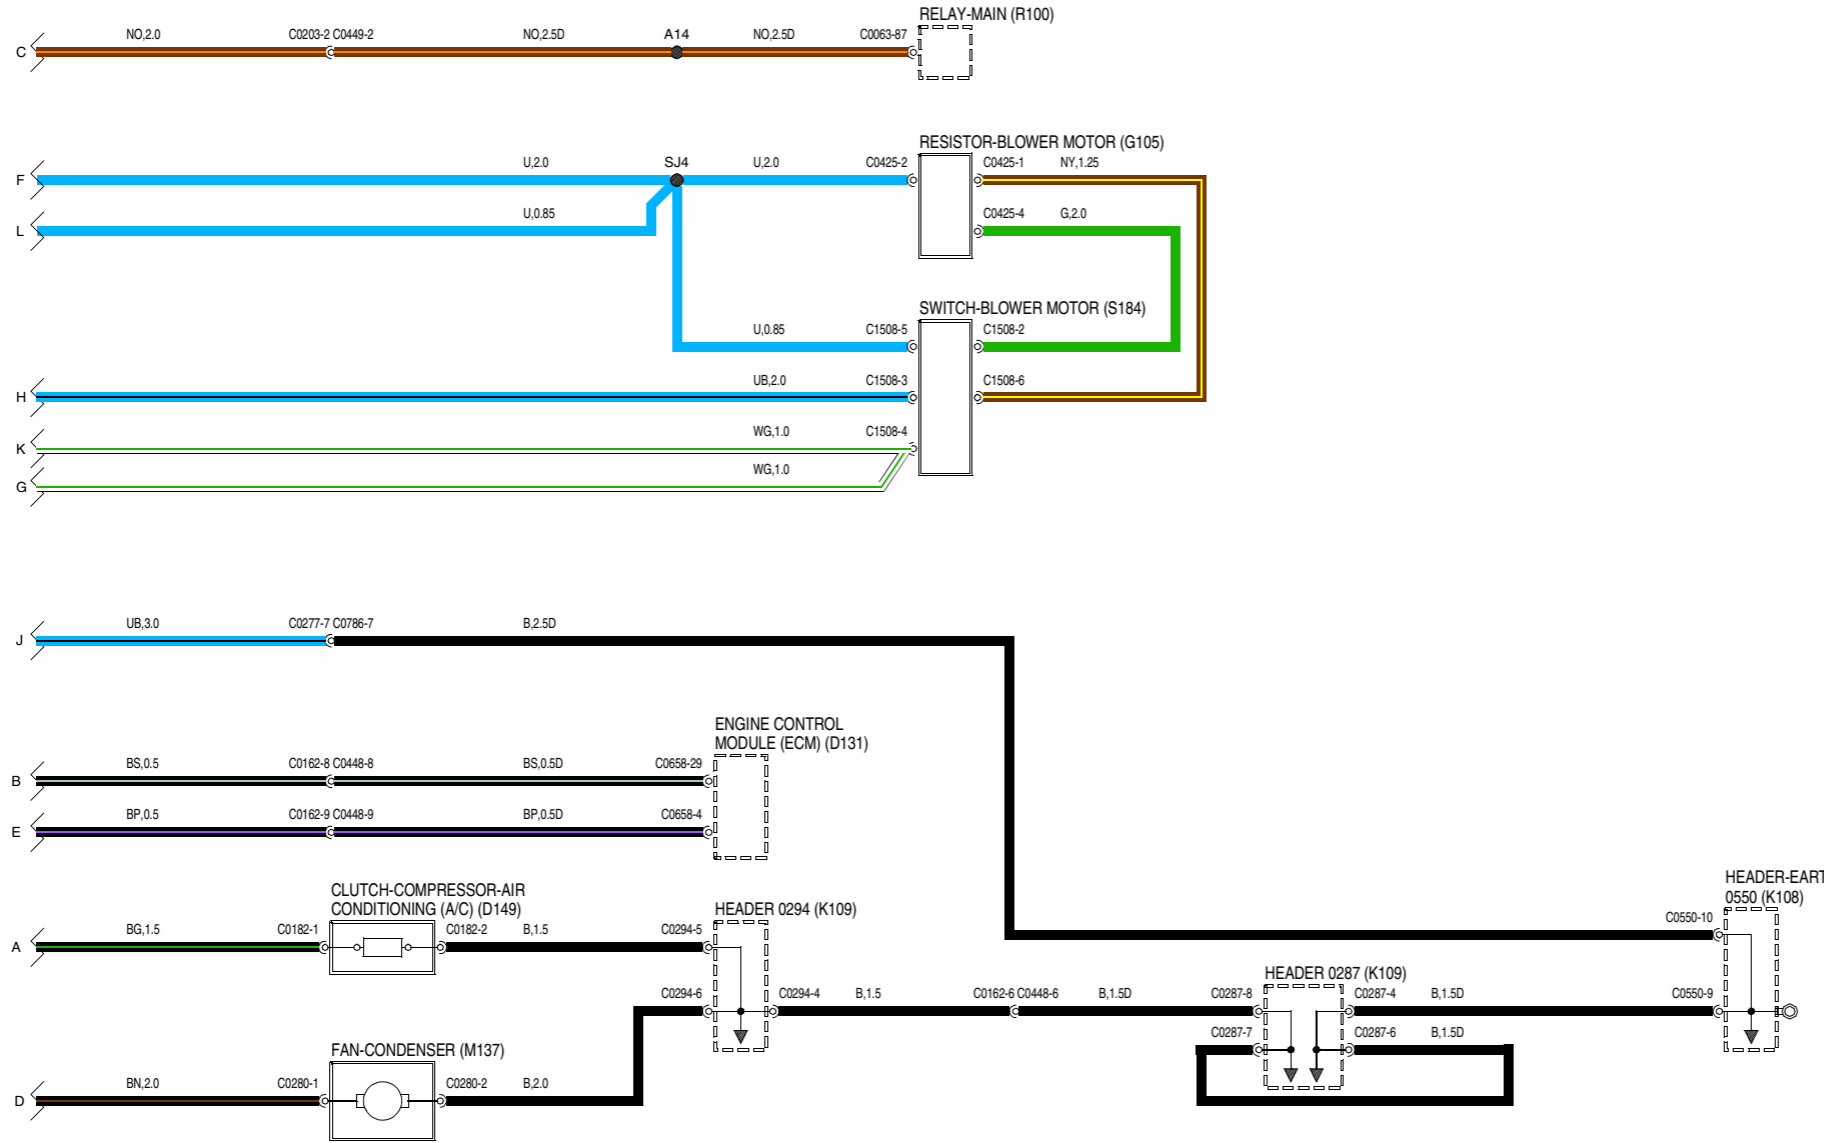 RELAY-MAIN (R100)
C NO,2.0 C0203-2 C0449-2 NO,2.5D A14 NO,2.5D C0063-87
RESISTOR-BLOWER MOTOR (G105)
F U,2.0 SJ4 U,2.0 C0425-2 C0425-1 NY,1.25
L U,0.85 C0425-4 G,2.0
SWITCH-BLOWER MOTOR (S184)
U,0.85 C1508-5 C1508-2
H UB,2.0 C1508-3 C1508-6
K WG,1.0 C1508-4
G WG,1.0
J UB,3.0 C0277-7 C0786-7 B,2.5D
ENGINE CONTROL
MODULE (ECM) (D131)
B BS,0.5 C0162-8 C0448-8 BS,0.5D C0658-29
E BP,0.5 C0162-9 C0448-9 BP,0.5D C0658-4
CLUTCH-COMPRESSOR-AIR
CONDITIONING (A/C) (D149)
HEADER 0294 (K109)
HEADER-EART
0550 (K108)
A BG,1.5 C0182-1 C0182-2 B,1.5 C0294-5 C0550-10
HEADER 0287 (K109)
C0294-6 C0294-4 B,1.5 C0162-6 C0448-6 B,1.5D C0287-8 C0287-4 B,1.5D C0550-9
C0287-7 C0287-6 B,1.5D
FAN-CONDENSER (M137)
D BN,2.0 C0280-1 C0280-2 B,2.0